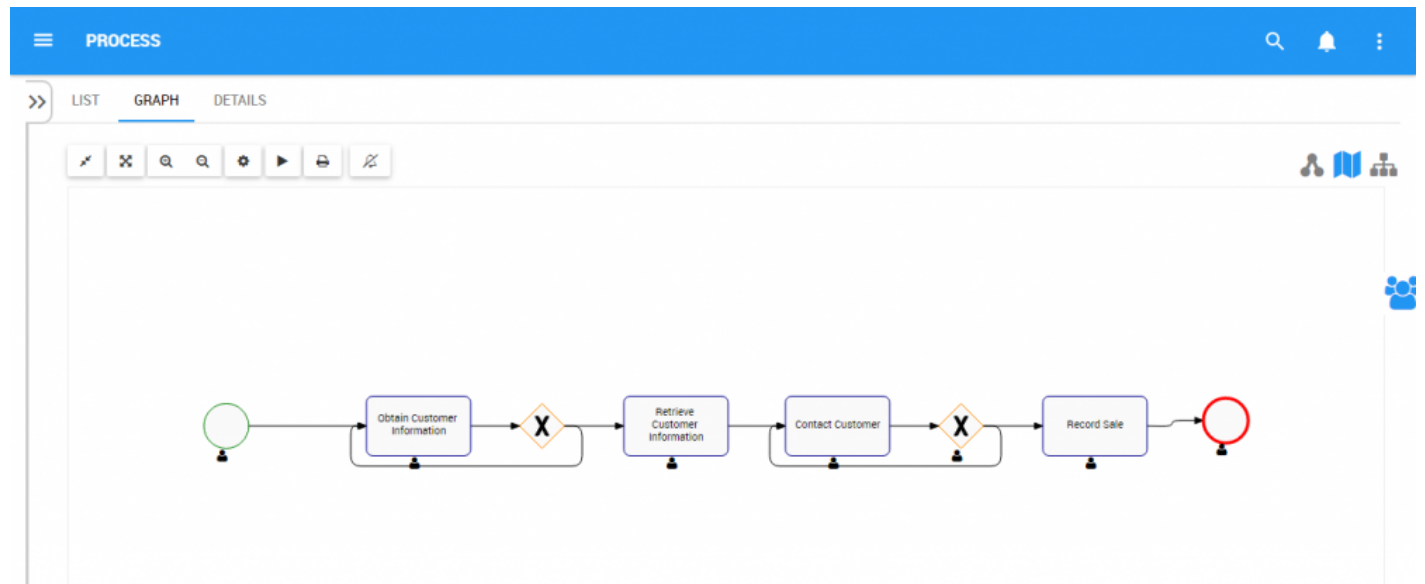 PROCESS
LIST GRAPH DETAILS
Obtain Customer
Information
X
Retrieve
Customer
Information
Contact Customer
X
Record Sale